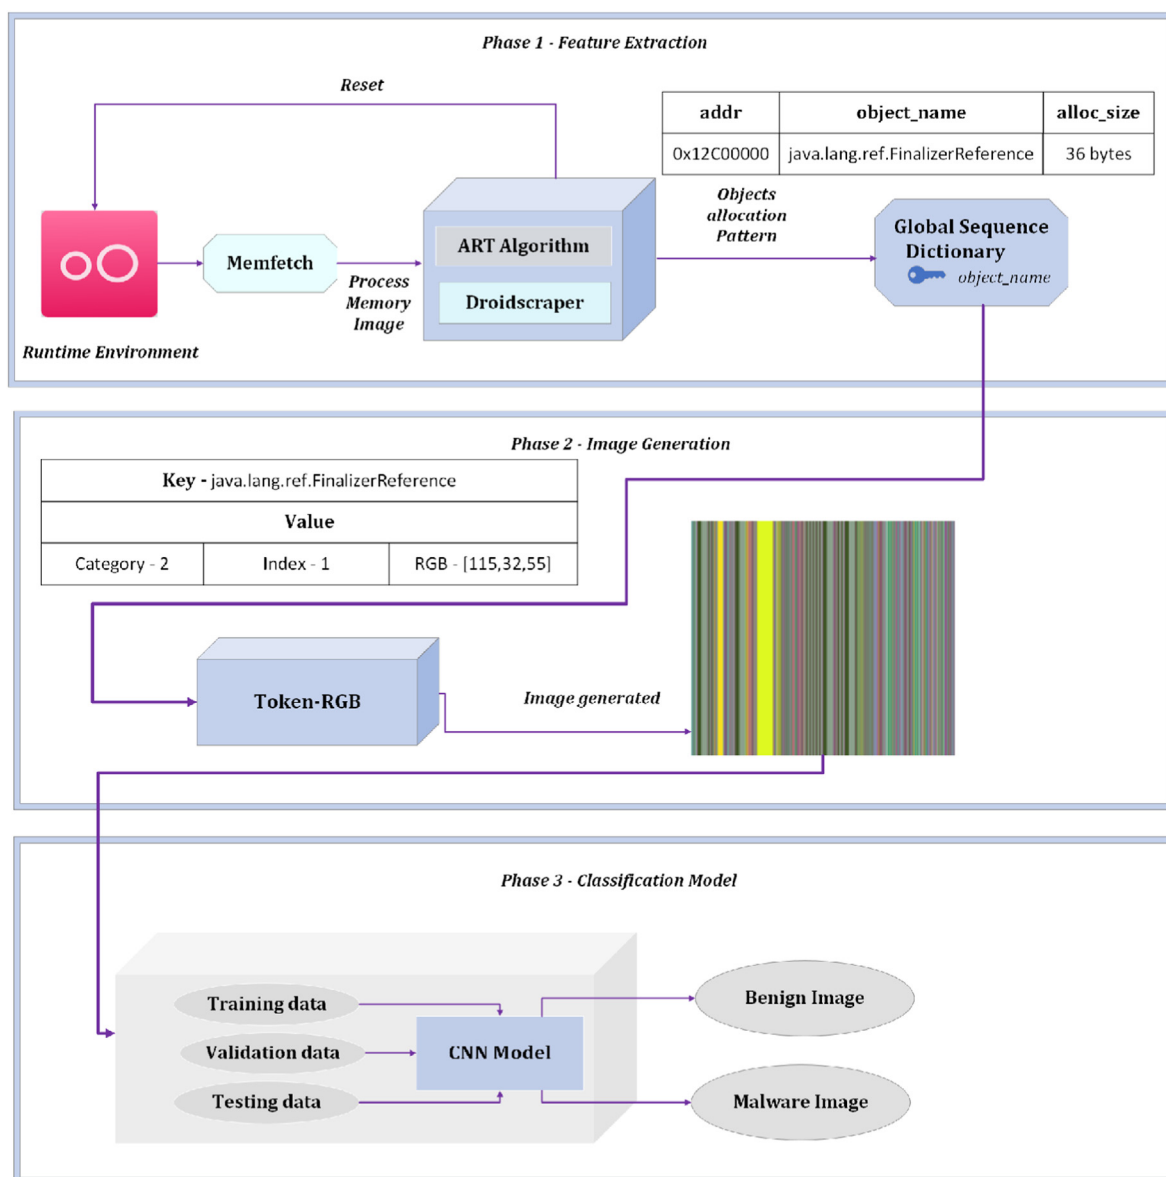 Phase 1 - Feature Extraction
Reset
addr object_name alloc_size
0x12C00000 java.lang.ref.FinalizerReference 36 bytes
Objects
allocation
Pattern
ART Algorithm
Droidscraper
Memfetch
Process
Memory
Image
Runtime Environment
Global Sequence
Dictionary
object_name
Phase 2 - Image Generation
Key - java.lang.ref.FinalizerReference
Value
Category - 2 Index - 1 RGB - [115,32,55]
Token-RGB
Image generated
Phase 3 - Classification Model
Training data
Validation data
Testing data
CNN Model
Benign Image
Malware Image